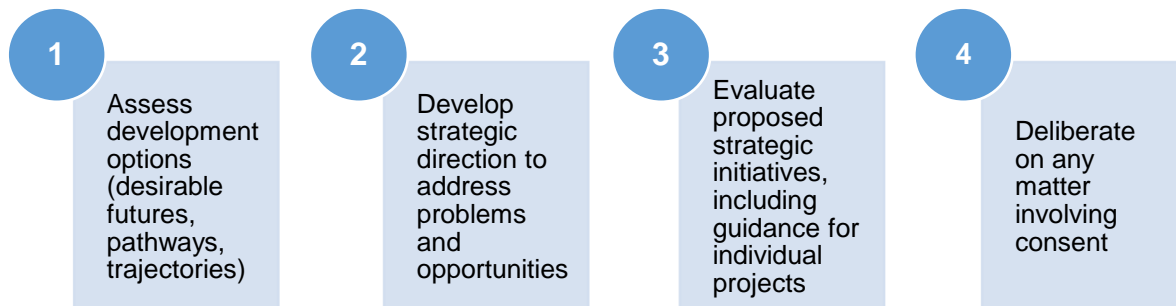 1
Assess
development
options
(desirable
futures,
pathways,
trajectories)
2
Develop
strategic
direction to
address
problems
and
opportunities
3
Evaluate
proposed
strategic
initiatives,
including
guidance for
individual
projects
4
Deliberate
on any
matter
involving
consent